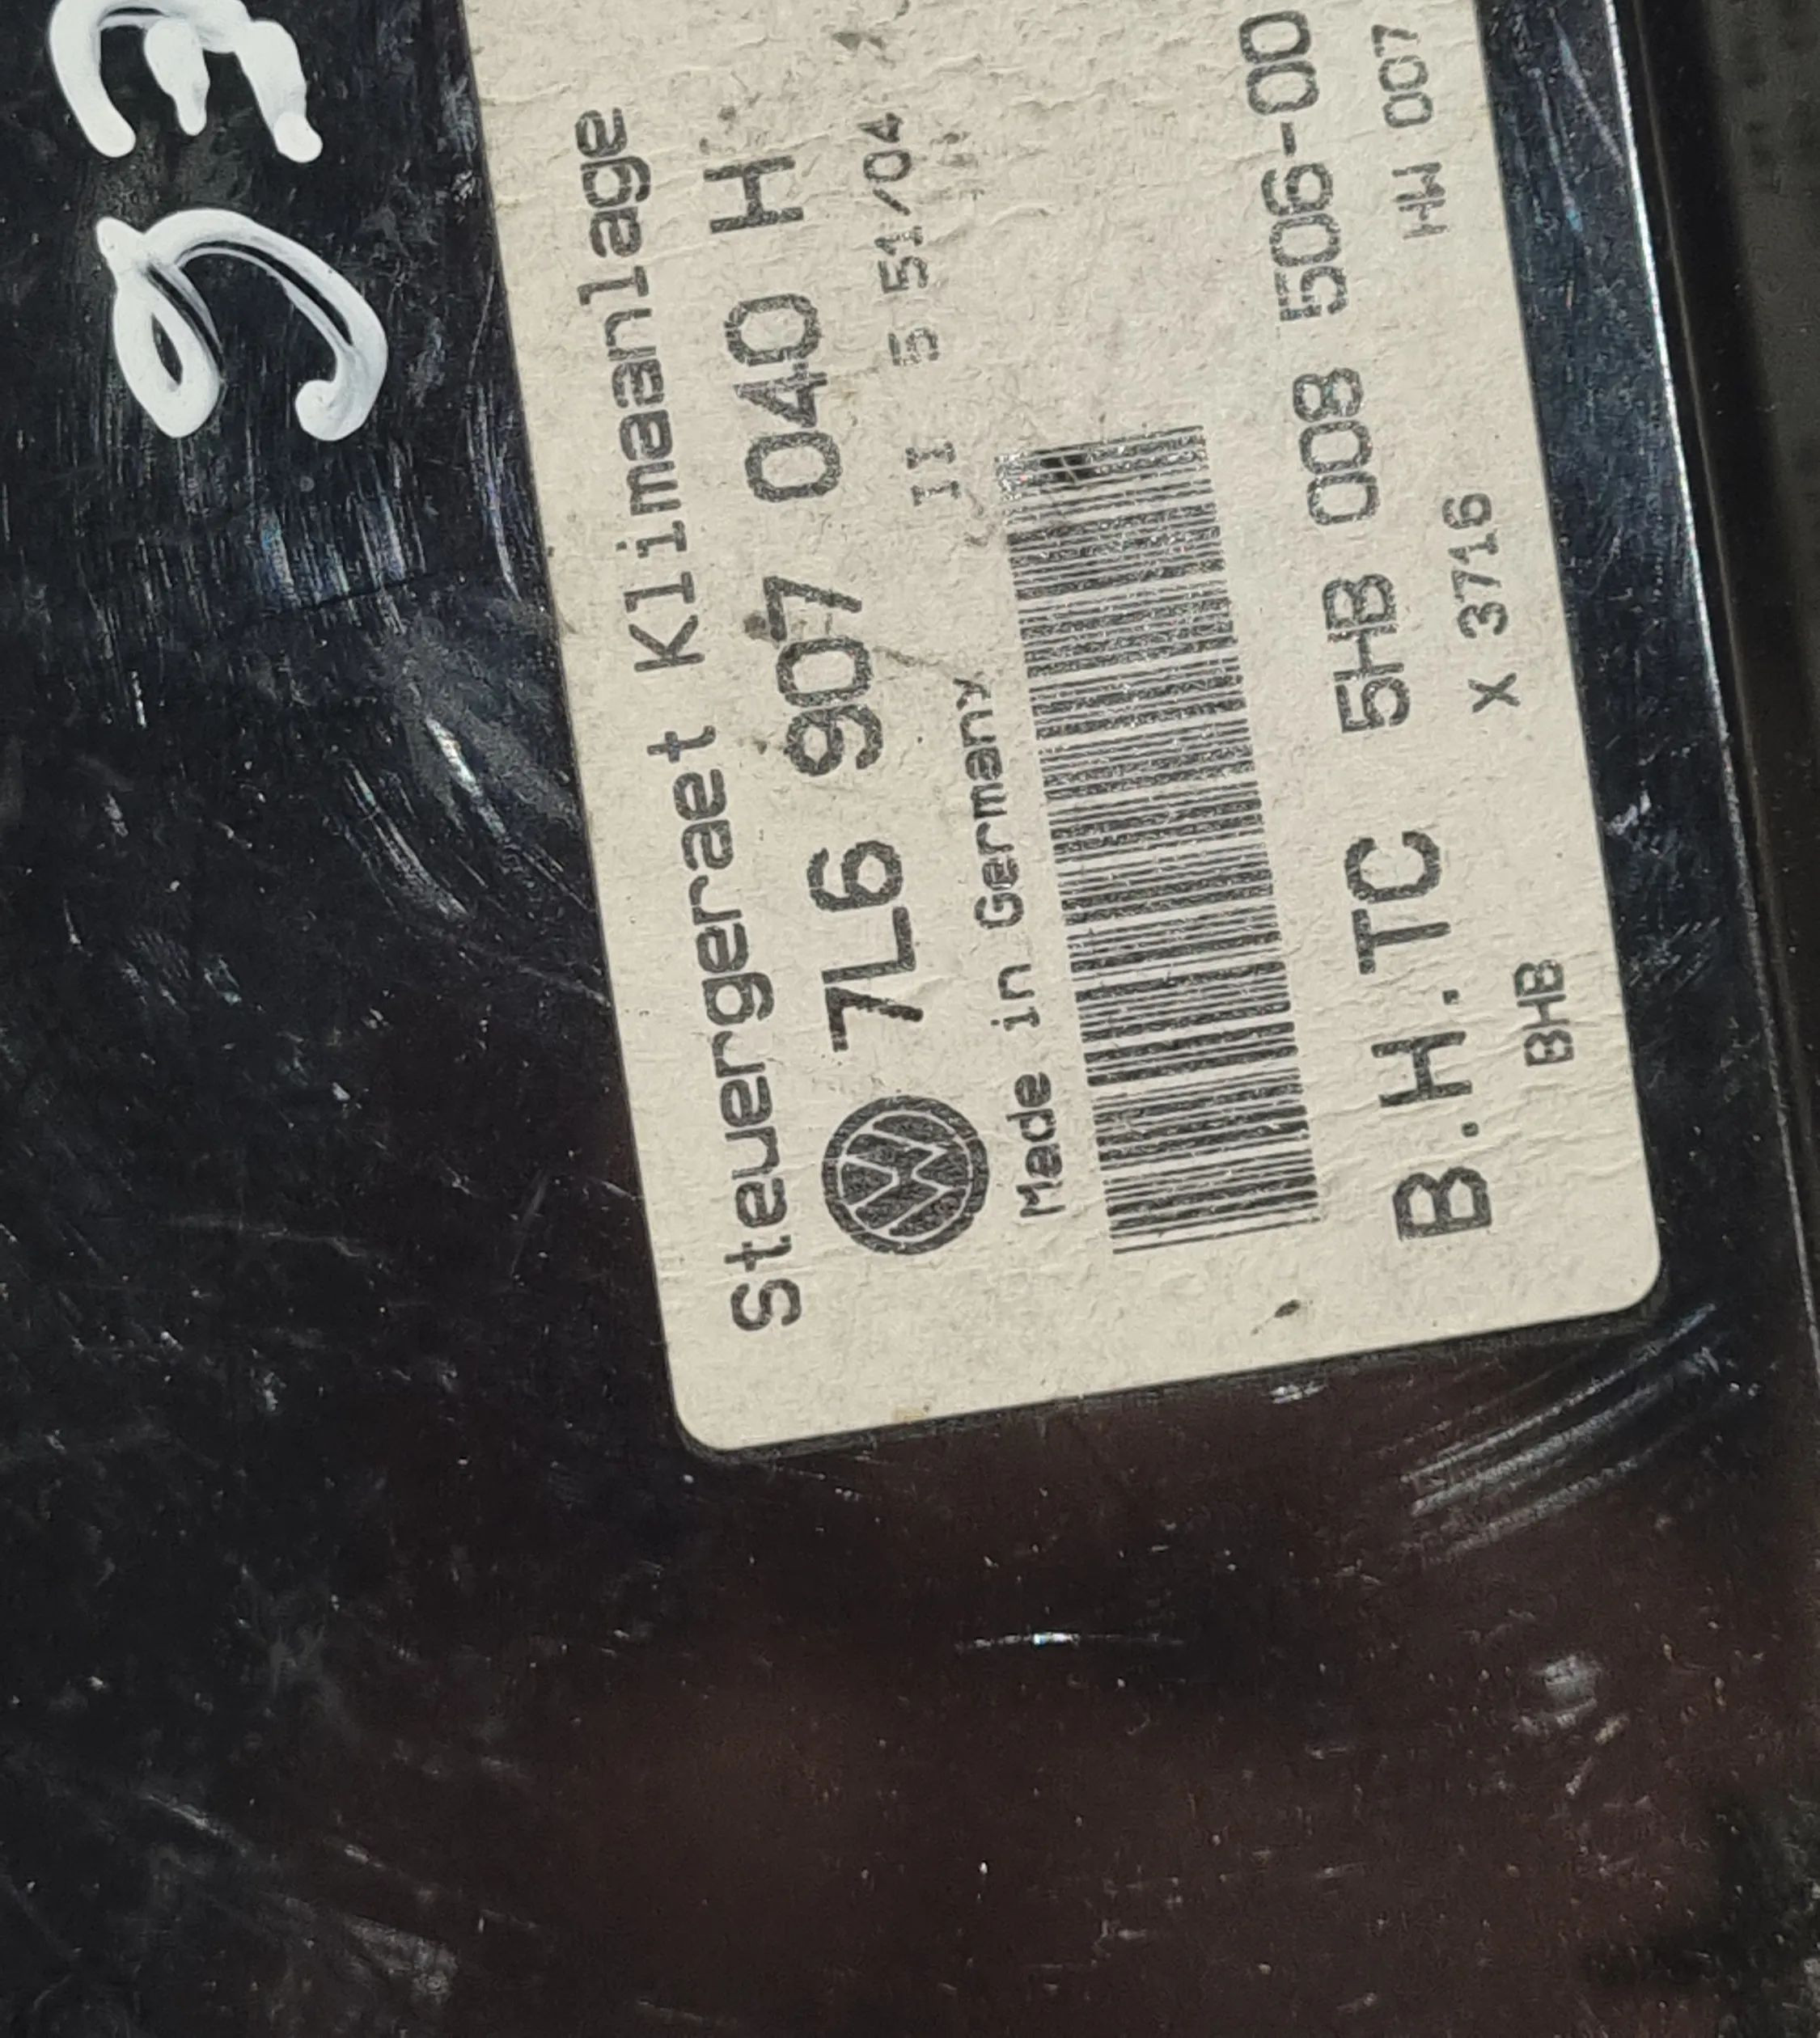 Steuergeraet Klimaanlage
7L6 907 040 H
II 5 51/04
Made in Germany
B.H.TC 5HB 008 506-00
X 3716 HW 007
BHB